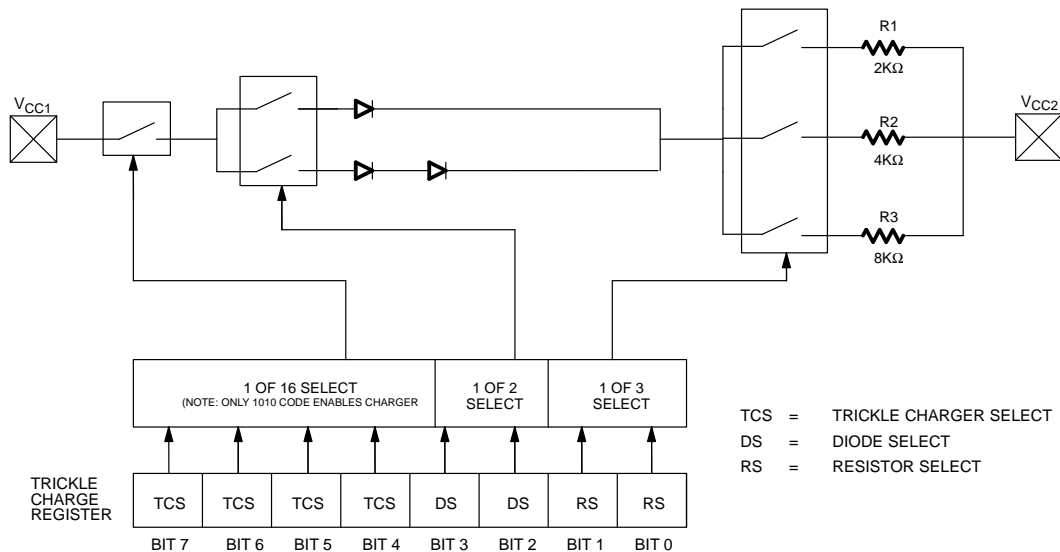 R1
2KΩ
VCC1
VCC2
R2
4KΩ
R3
8KΩ
1 OF 16 SELECT
(NOTE: ONLY 1010 CODE ENABLES CHARGER
1 OF 2
SELECT
1 OF 3
SELECT
TCS = TRICKLE CHARGER SELECT
DS = DIODE SELECT
RS = RESISTOR SELECT
TRICKLE
CHARGE
REGISTER
TCS TCS TCS TCS DS DS RS RS
BIT 7 BIT 6 BIT 5 BIT 4 BIT 3 BIT 2 BIT 1 BIT 0